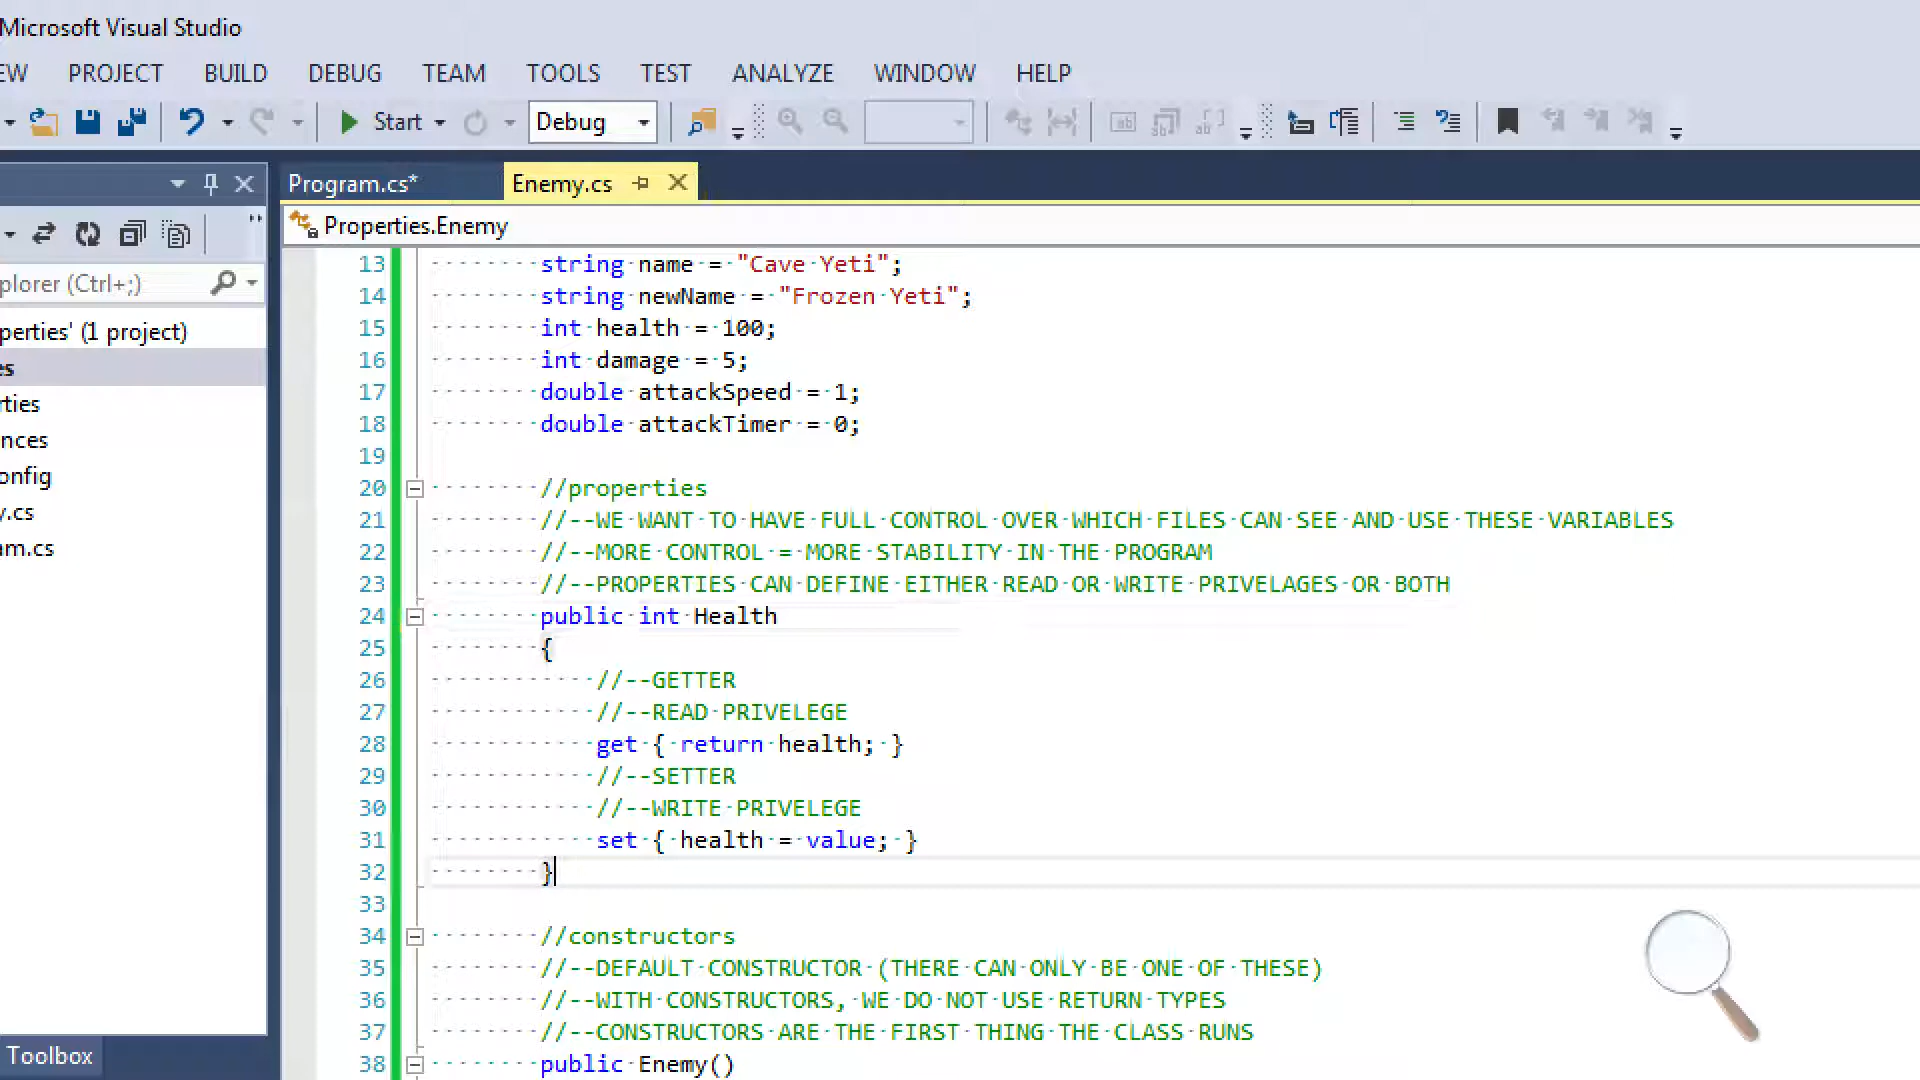 Microsoft Visual Studio
EW PROJECT BUILD DEBUG TEAM TOOLS TEST ANALYZE WINDOW HELP
Start Debug
Program.cs* Enemy.cs
Properties.Enemy
plorer (Ctrl+;)
perties' (1 project)
es
rties
nces
onfig
y.cs
am.cs
Toolbox
13 string name = "Cave Yeti";
14 string newName = "Frozen Yeti";
15 int health = 100;
16 int damage = 5;
17 double attackSpeed = 1;
18 double attackTimer = 0;
19
20 //properties
21 //--WE WANT TO HAVE FULL CONTROL OVER WHICH FILES CAN SEE AND USE THESE VARIABLES
22 //--MORE CONTROL = MORE STABILITY IN THE PROGRAM
23 //--PROPERTIES CAN DEFINE EITHER READ OR WRITE PRIVELAGES OR BOTH
24 public int Health
25 {
26 //--GETTER
27 //--READ PRIVELEGE
28 get { return health; }
29 //--SETTER
30 //--WRITE PRIVELEGE
31 set { health = value; }
32 }
33
34 //constructors
35 //--DEFAULT CONSTRUCTOR (THERE CAN ONLY BE ONE OF THESE)
36 //--WITH CONSTRUCTORS, WE DO NOT USE RETURN TYPES
37 //--CONSTRUCTORS ARE THE FIRST THING THE CLASS RUNS
38 public Enemy()